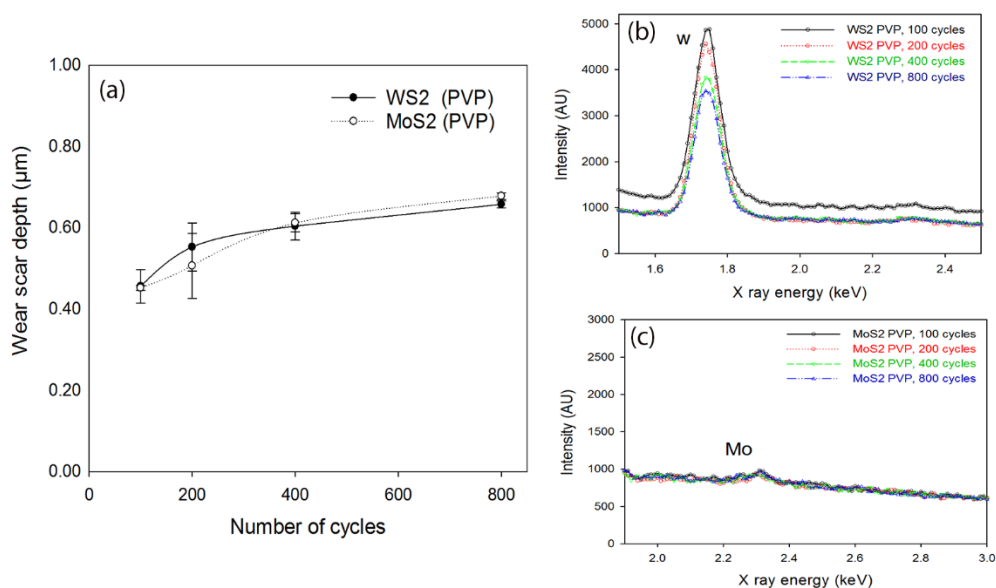 (a)
WS2 (PVP)
MoS2 (PVP)
Wear scar depth (µm)
1.00
0.80
0.60
0.40
0.20
0.00
0
200
400
600
800
Number of cycles
(b)
W
WS2 PVP, 100 cycles
WS2 PVP, 200 cycles
WS2 PVP, 400 cycles
WS2 PVP, 800 cycles
Intensity (AU)
5000
4000
3000
2000
1000
0
1.6
1.8
2.0
2.2
2.4
X ray energy (keV)
(c)
MoS2 PVP, 100 cycles
MoS2 PVP, 200 cycles
MoS2 PVP, 400 cycles
MoS2 PVP, 800 cycles
Mo
Intensity (AU)
3000
2500
2000
1500
1000
500
0
2.0
2.2
2.4
2.6
2.8
3.0
X ray energy (keV)